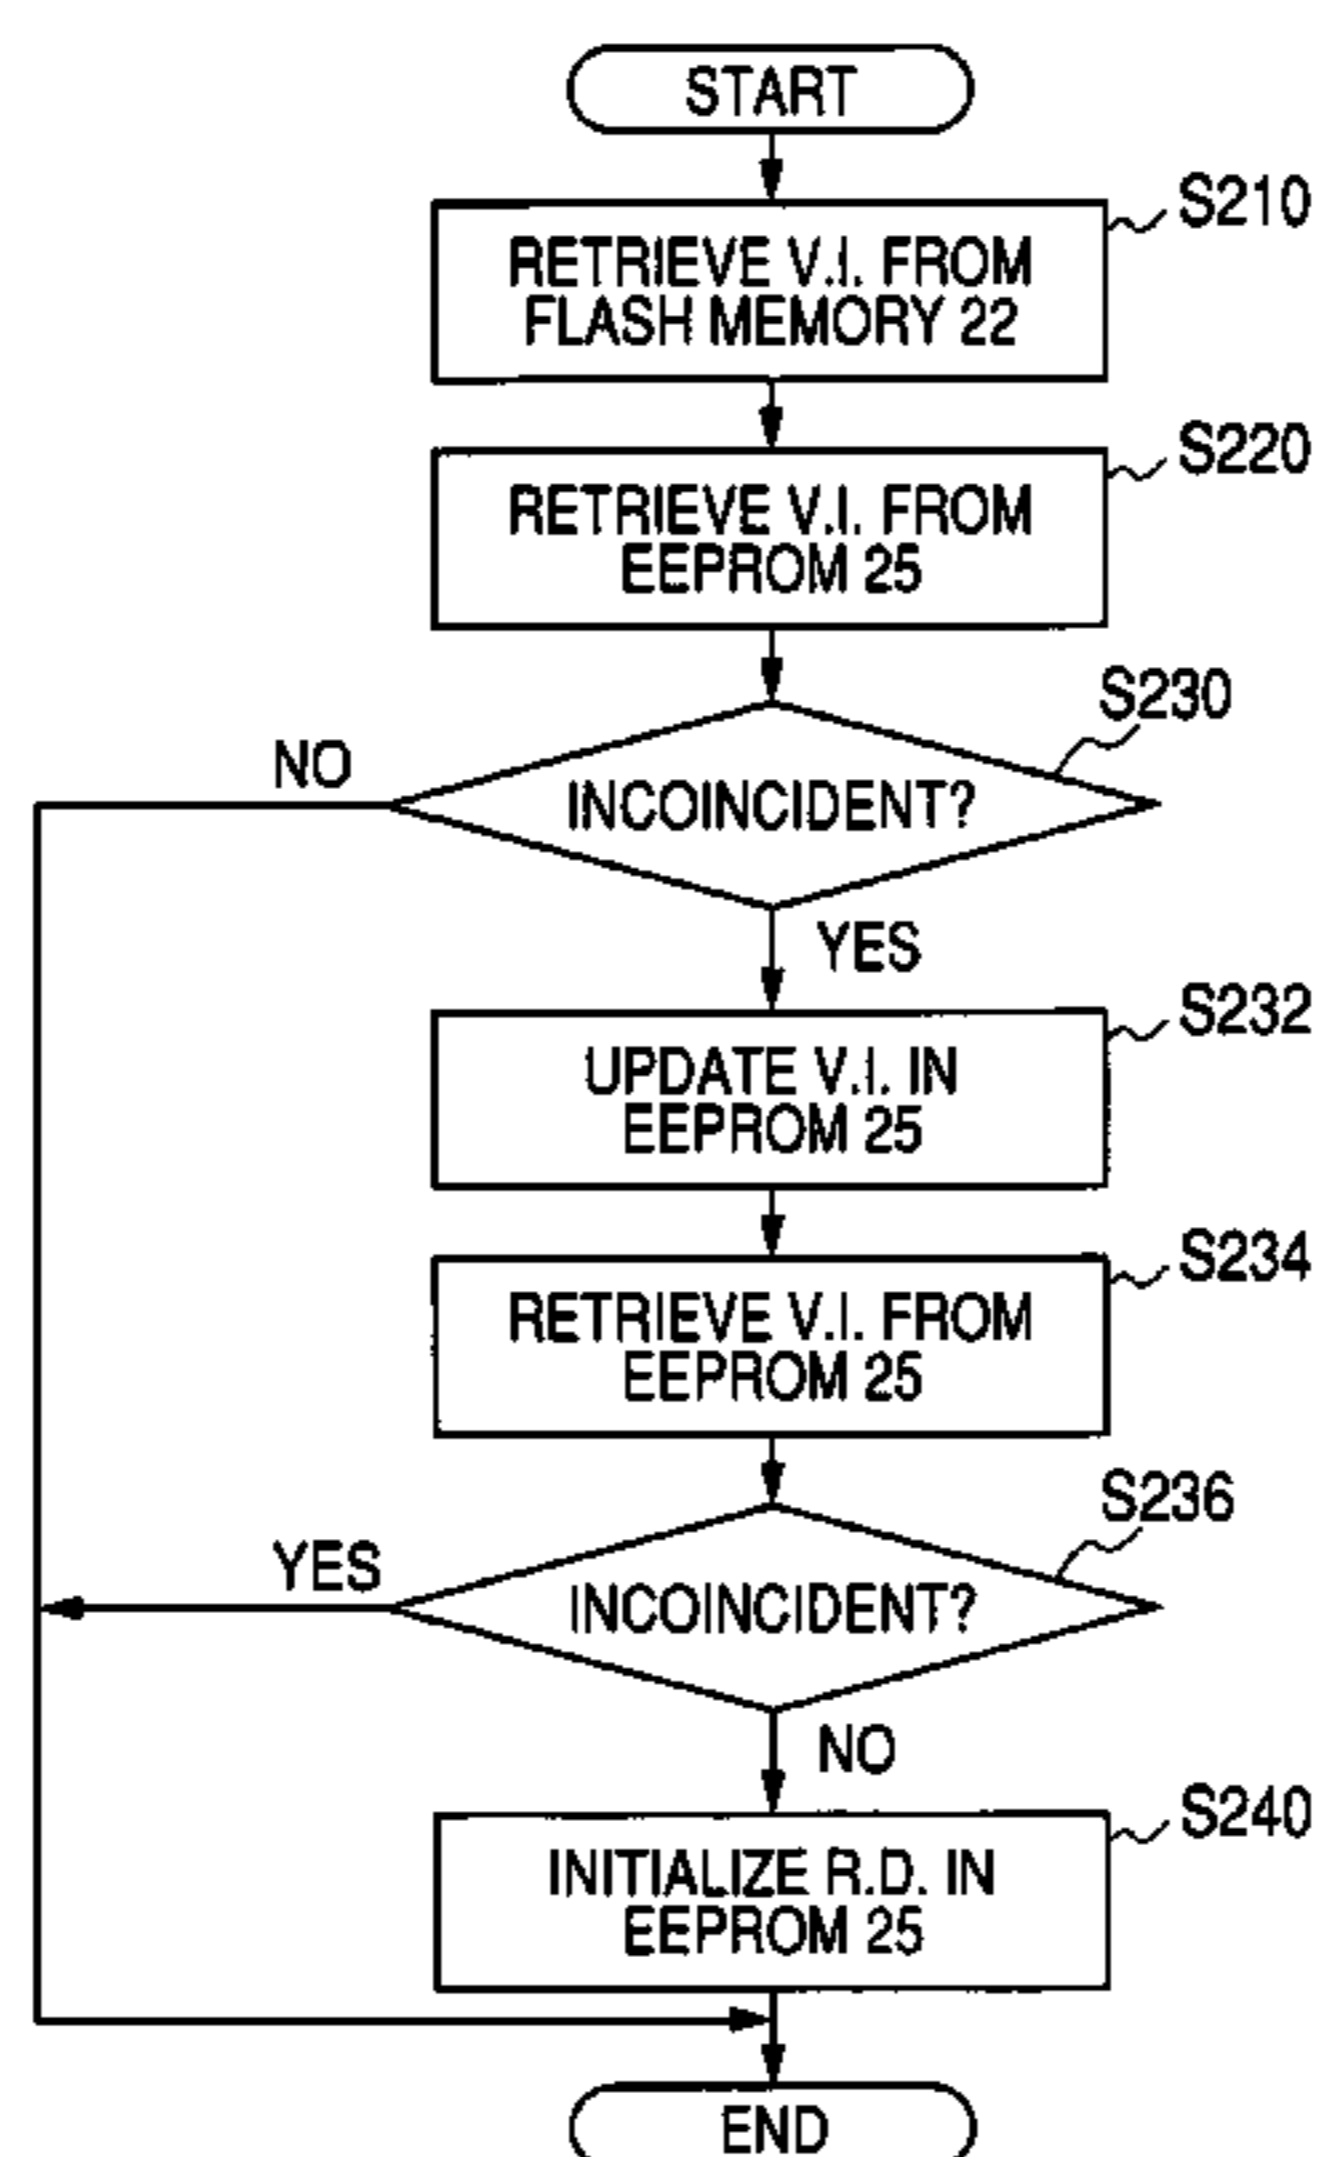 START
S210
RETRIEVE V.I. FROM
FLASH MEMORY 22
S220
RETRIEVE V.I. FROM
EEPROM 25
S230
NO
INCOINCIDENT?
YES
S232
UPDATE V.I. IN
EEPROM 25
S234
RETRIEVE V.I. FROM
EEPROM 25
S236
YES
INCOINCIDENT?
NO
S240
INITIALIZE R.D. IN
EEPROM 25
END